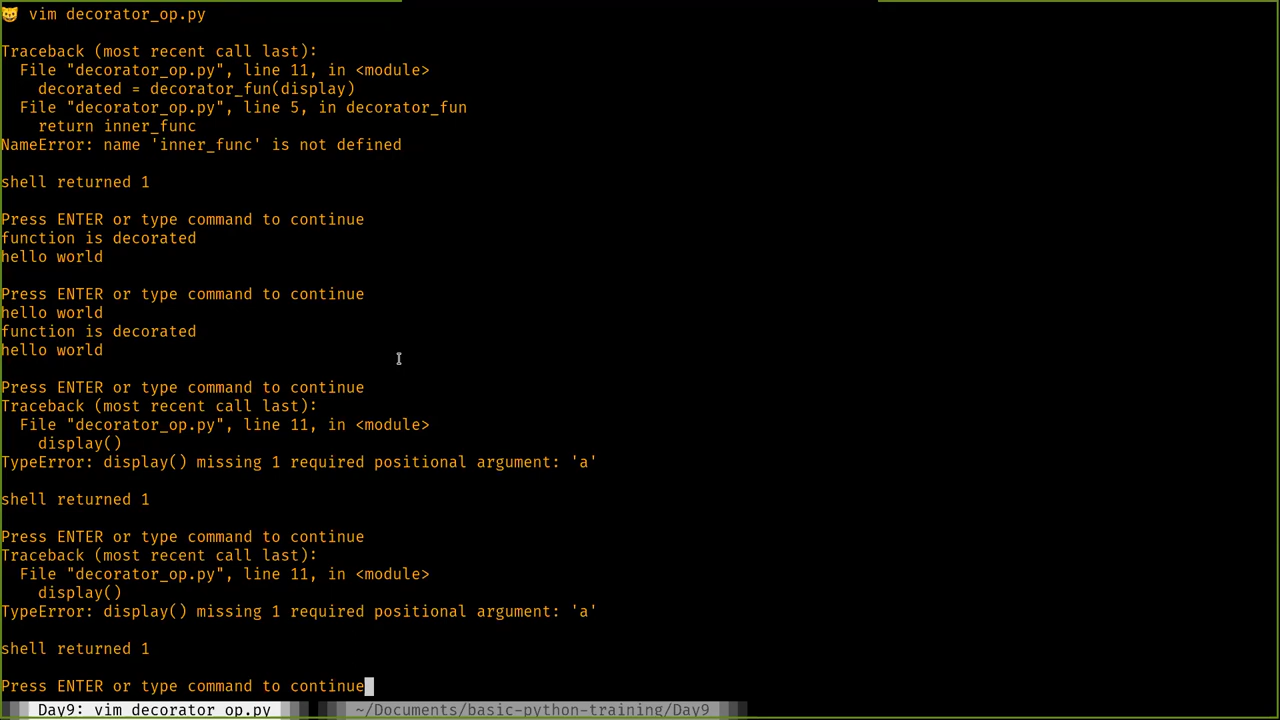 vim decorator_op.py
Traceback (most recent call last):
File "decorator_op.py", line 11, in <module>
decorated = decorator_fun(display)
File "decorator_op.py", line 5, in decorator_fun
return inner_func
NameError: name 'inner_func' is not defined
shell returned 1
Press ENTER or type command to continue
function is decorated
hello world
Press ENTER or type command to continue
hello world
function is decorated
hello world
Press ENTER or type command to continue
Traceback (most recent call last):
File "decorator_op.py", line 11, in <module>
display()
TypeError: display() missing 1 required positional argument: 'a'
shell returned 1
Press ENTER or type command to continue
Traceback (most recent call last):
File "decorator_op.py", line 11, in <module>
display()
TypeError: display() missing 1 required positional argument: 'a'
shell returned 1
Press ENTER or type command to continue
Day9: vim decorator_op.py ~/Documents/basic-python-training/Day9